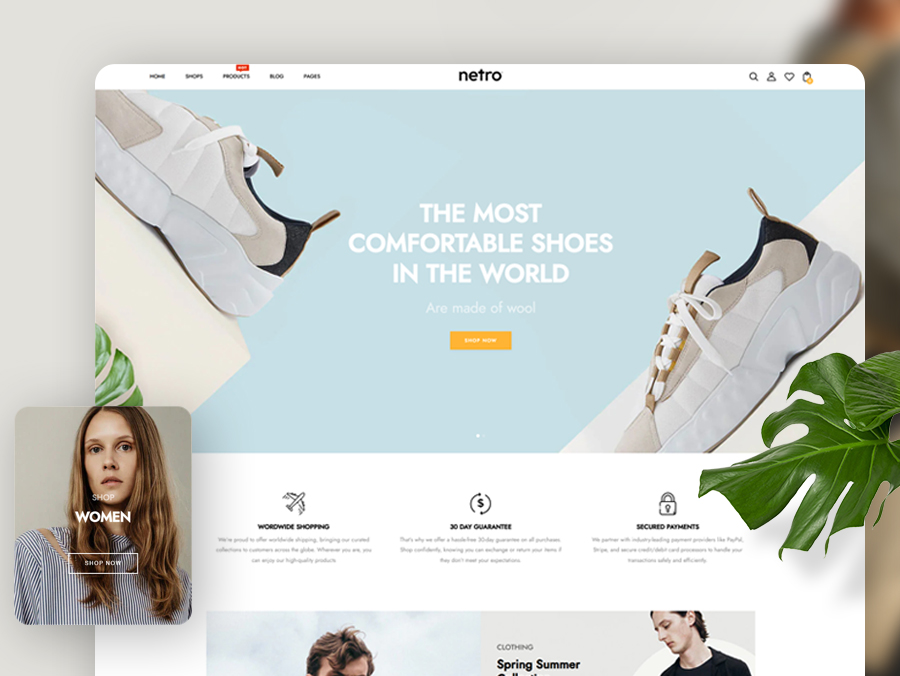 HOME SHOPS PRODUCTS BLOG PAGES
netro
THE MOST
COMFORTABLE SHOES
IN THE WORLD
Are made of wool
SHOP NOW
SHOP
WOMEN
SHOP NOW
WORDWIDE SHOPPING
We're proud to offer worldwide shipping, bringing our curated
collections to customers across the globe. Wherever you are, you
can enjoy our high-quality products
30 DAY GUARANTEE
That's why we offer a hassle-free 30-day guarantee on all purchases.
Shop confidently, knowing you can exchange or return your items if
they don't meet your expectations.
SECURED PAYMENTS
We partner with industry-leading payment providers like PayPal,
Stripe, and secure credit/debit card processors to handle your
transactions safely and efficiently.
CLOTHING
Spring Summer